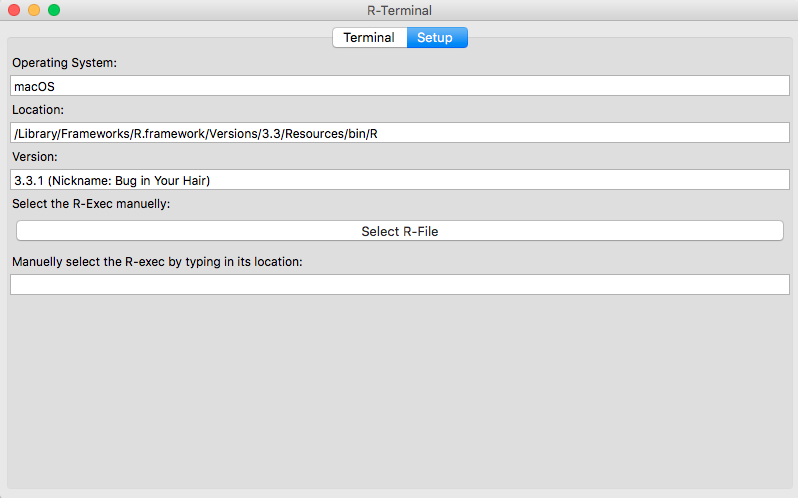 R-Terminal
Terminal Setup
Operating System:
macOS
Location:
/Library/Frameworks/R.framework/Versions/3.3/Resources/bin/R
Version:
3.3.1 (Nickname: Bug in Your Hair)
Select the R-Exec manuelly:
Select R-File
Manuelly select the R-exec by typing in its location: